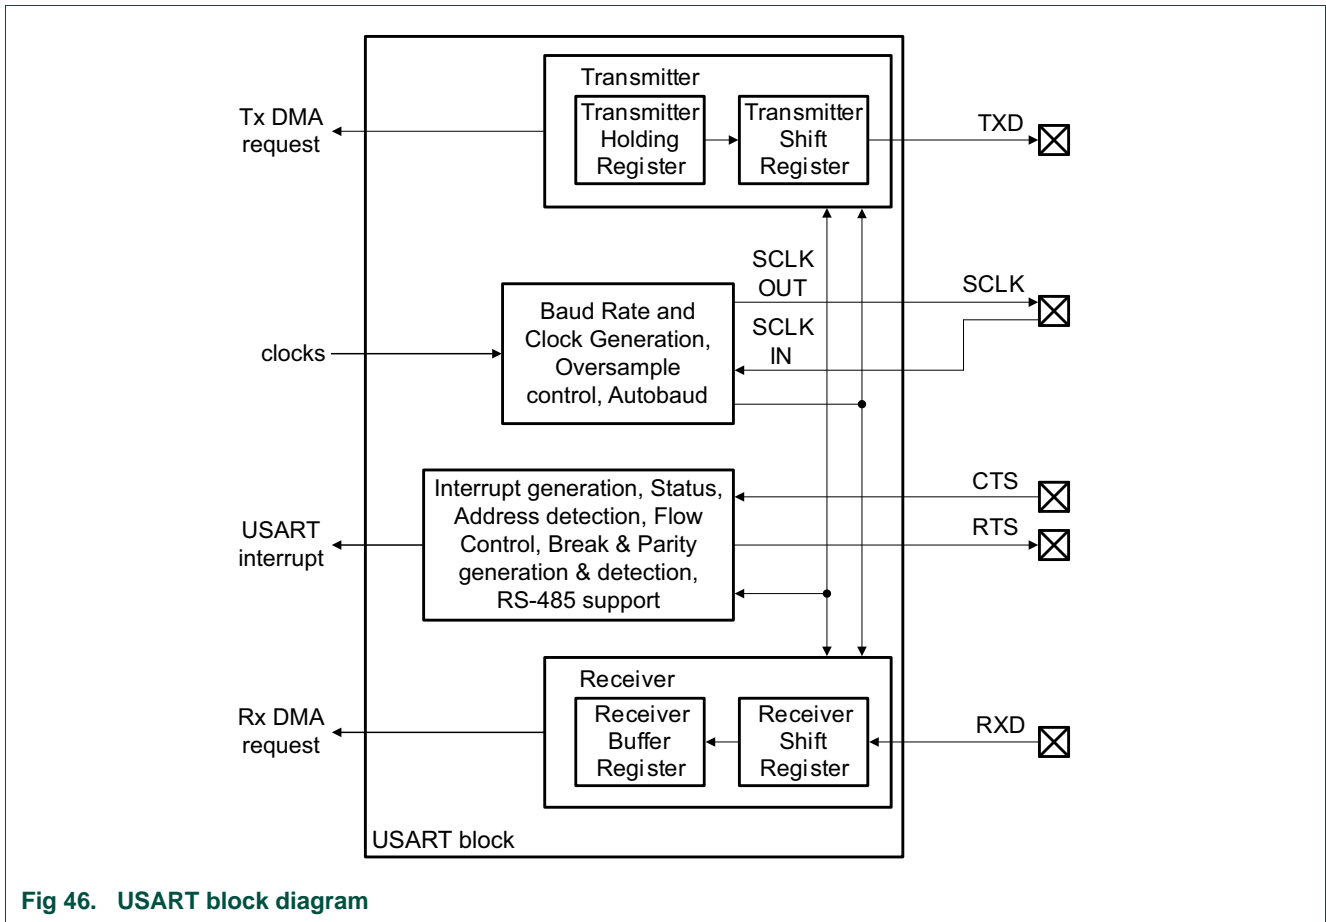 Transmitter
Tx DMA
request
Transmitter
Holding
Register
Transmitter
Shift
Register
TXD
SCLK
OUT
SCLK
clocks
Baud Rate and
Clock Generation,
Oversample
control, Autobaud
SCLK
IN
USART
interrupt
Interrupt generation, Status,
Address detection, Flow
Control, Break & Parity
generation & detection,
RS-485 support
CTS
RTS
Receiver
Rx DMA
request
Receiver
Buffer
Register
Receiver
Shift
Register
RXD
USART block
Fig 46. USART block diagram